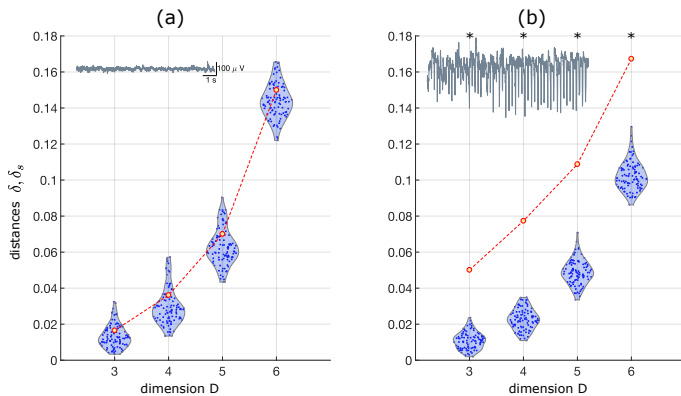 (a)
(b)
distances δ, δs
0.18
0.16
0.14
0.12
0.1
0.08
0.06
0.04
0.02
0
100 μ V
1 s
3 4 5 6
dimension D
0.18
0.16
0.14
0.12
0.1
0.08
0.06
0.04
0.02
0
* * * *
3 4 5 6
dimension D